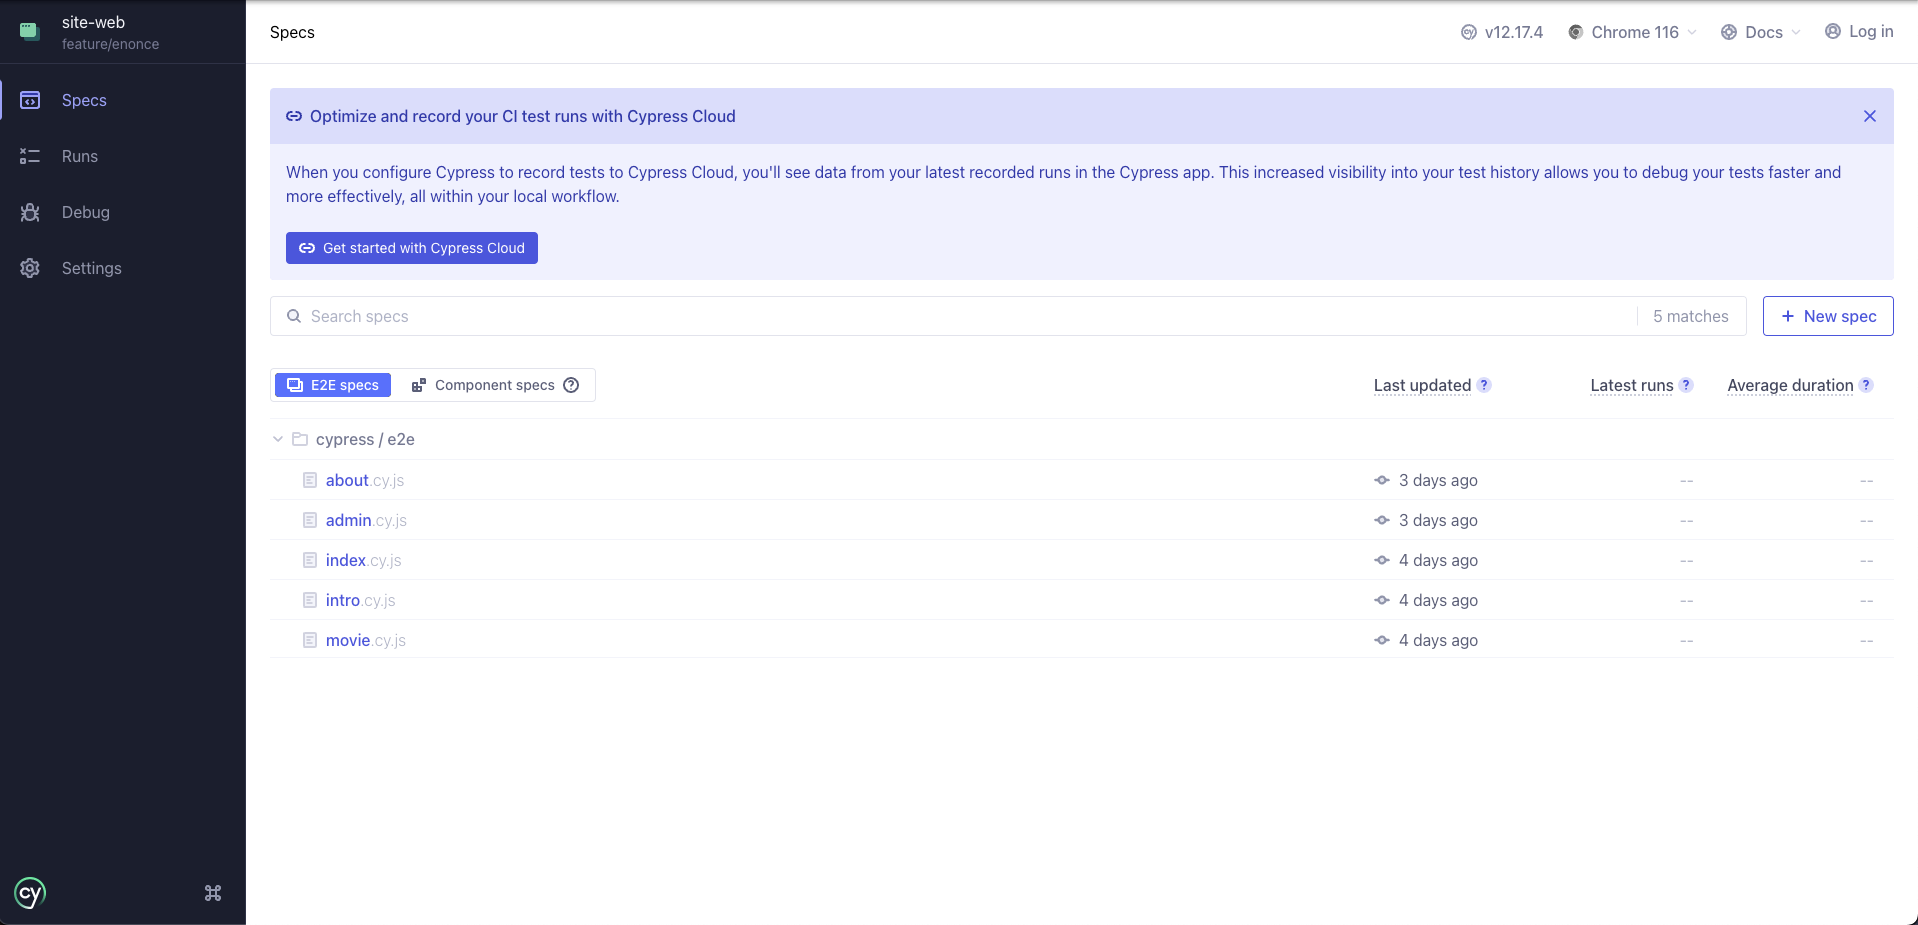 site-web
feature/enonce
Specs
Runs
Debug
Settings
cy
Specs
cy v12.17.4 Chrome 116 Docs Log in
Optimize and record your CI test runs with Cypress Cloud
When you configure Cypress to record tests to Cypress Cloud, you'll see data from your latest recorded runs in the Cypress app. This increased visibility into your test history allows you to debug your tests faster and
more effectively, all within your local workflow.
Get started with Cypress Cloud
Search specs 5 matches + New spec
E2E specs Component specs ? Last updated ? Latest runs ? Average duration ?
cypress / e2e
about.cy.js 3 days ago -- --
admin.cy.js 3 days ago -- --
index.cy.js 4 days ago -- --
intro.cy.js 4 days ago -- --
movie.cy.js 4 days ago -- --